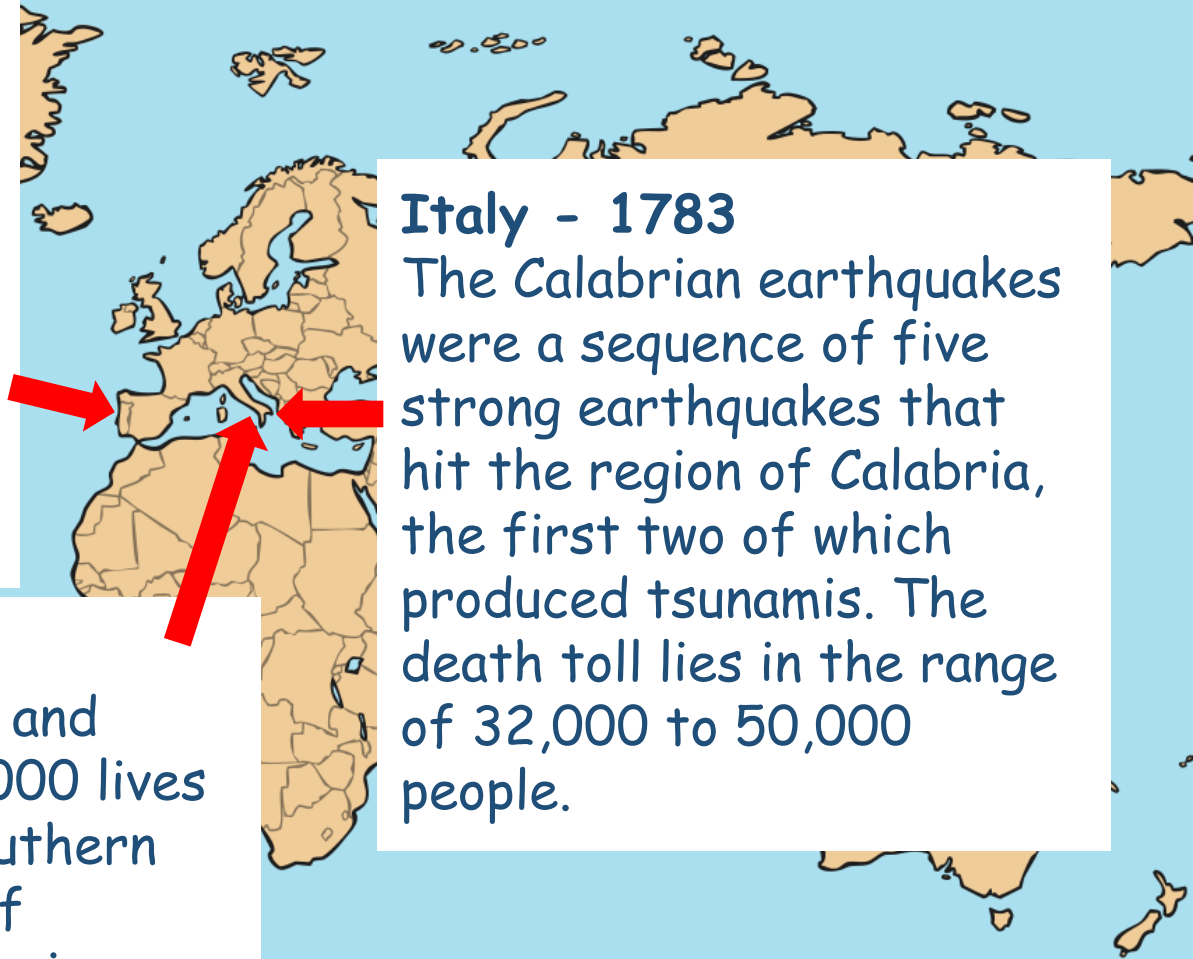 Italy - 1783
The Calabrian earthquakes
were a sequence of five
strong earthquakes that
hit the region of Calabria,
the first two of which
produced tsunamis. The
death toll lies in the range
of 32,000 to 50,000
people.
and
000 lives
uthern
f